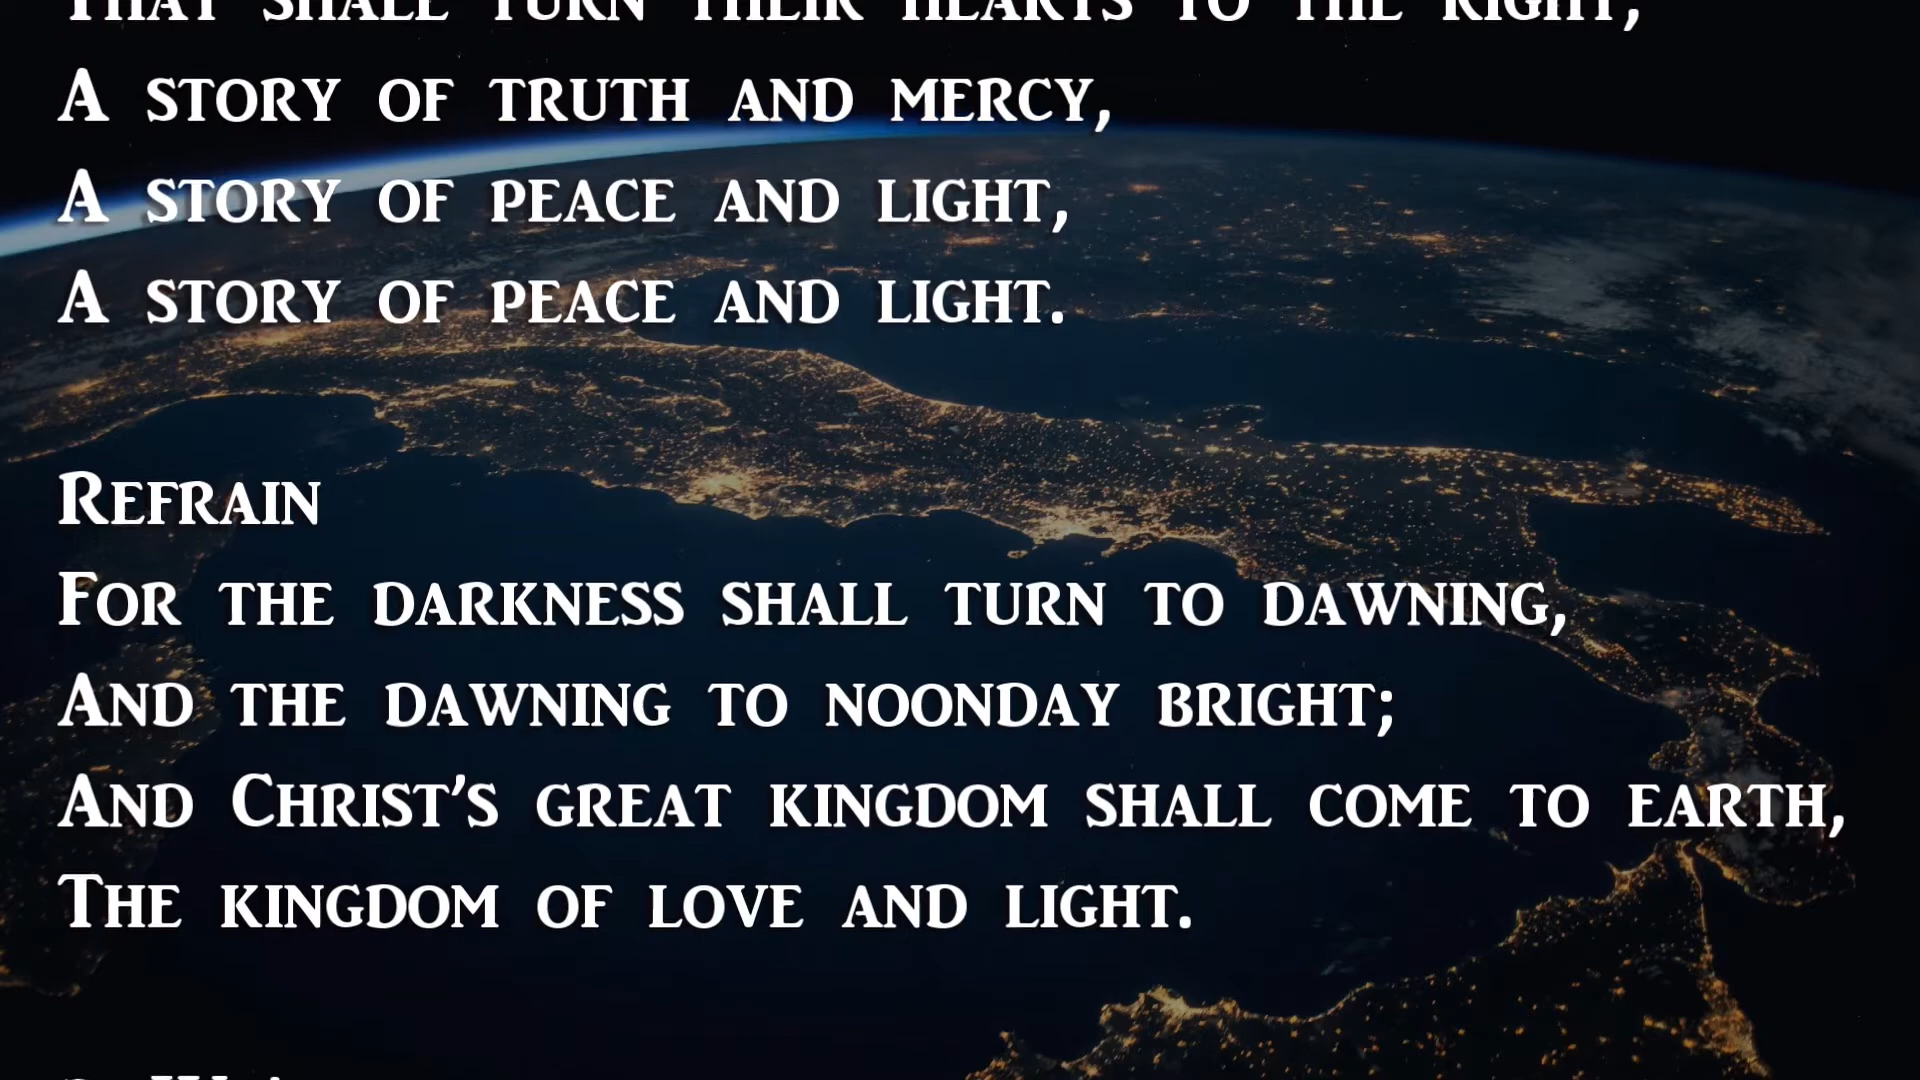 That shall turn their hearts to the right,
A story of truth and mercy,
A story of peace and light,
A story of peace and light.
Refrain
For the darkness shall turn to dawning,
And the dawning to noonday bright;
And Christ's great kingdom shall come to earth,
The kingdom of love and light.